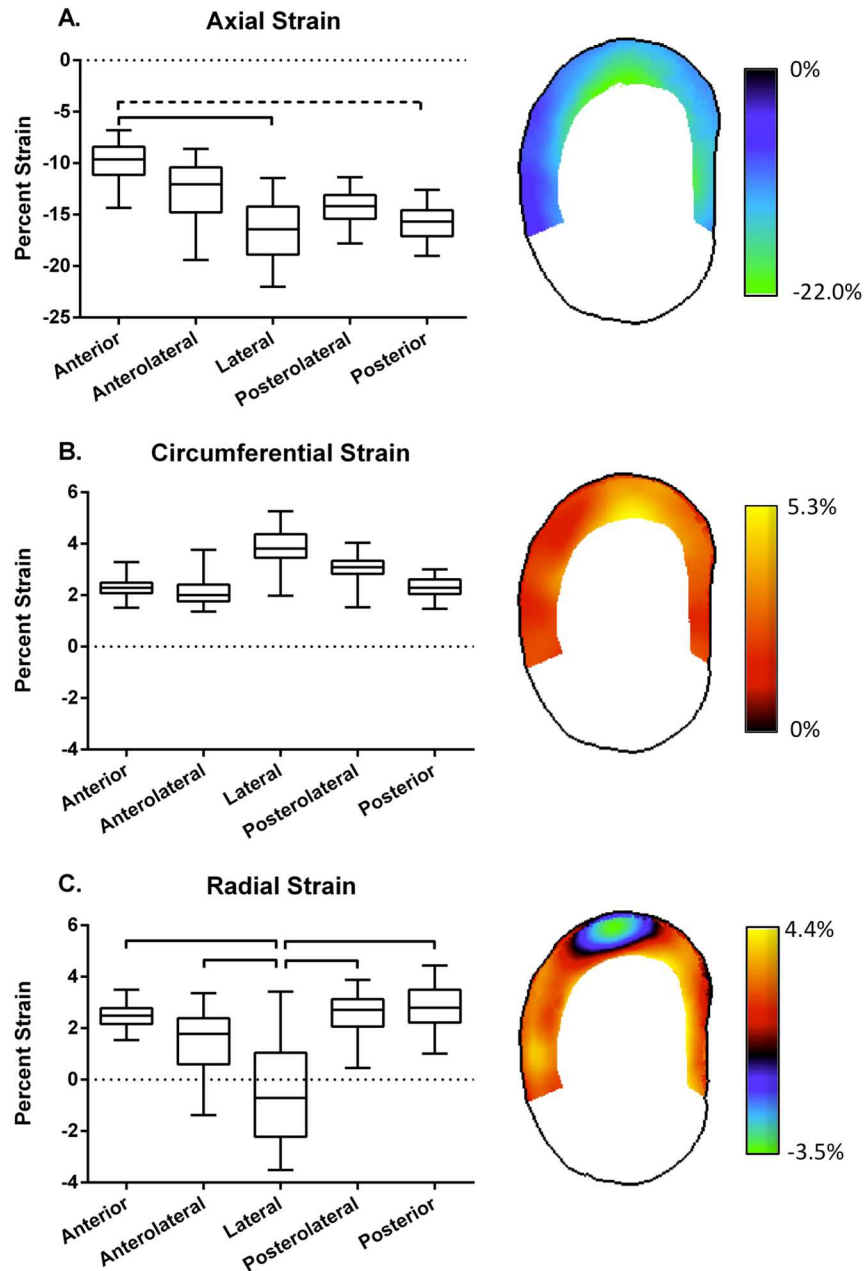 A.
Axial Strain
Percent Strain
0
-5
-10
-15
-20
-25
Anterior
Anterolateral
Lateral
Posterolateral
Posterior
0%
-22.0%
B.
Circumferential Strain
Percent Strain
6
4
2
0
-2
-4
Anterior
Anterolateral
Lateral
Posterolateral
Posterior
5.3%
0%
C.
Radial Strain
Percent Strain
6
4
2
0
-2
-4
Anterior
Anterolateral
Lateral
Posterolateral
Posterior
4.4%
-3.5%